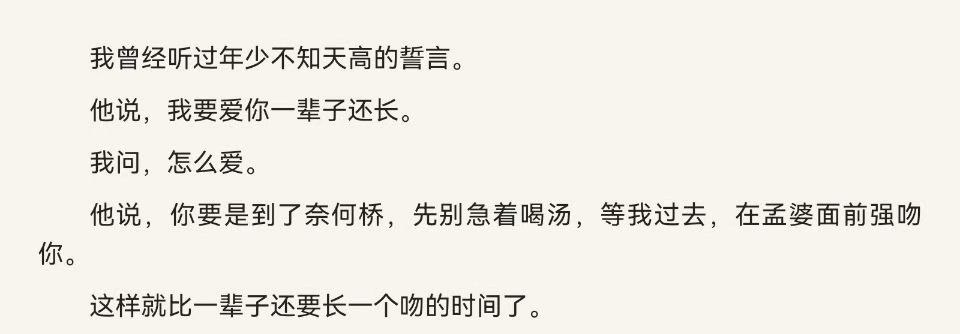 我曾经听过年少不知天高的誓言。
他说，我要爱你一辈子还长。
我问，怎么爱。
他说，你要是到了奈何桥，先别急着喝汤，等我过去，在孟婆面前强吻
你。
这样就比一辈子还要长一个吻的时间了。